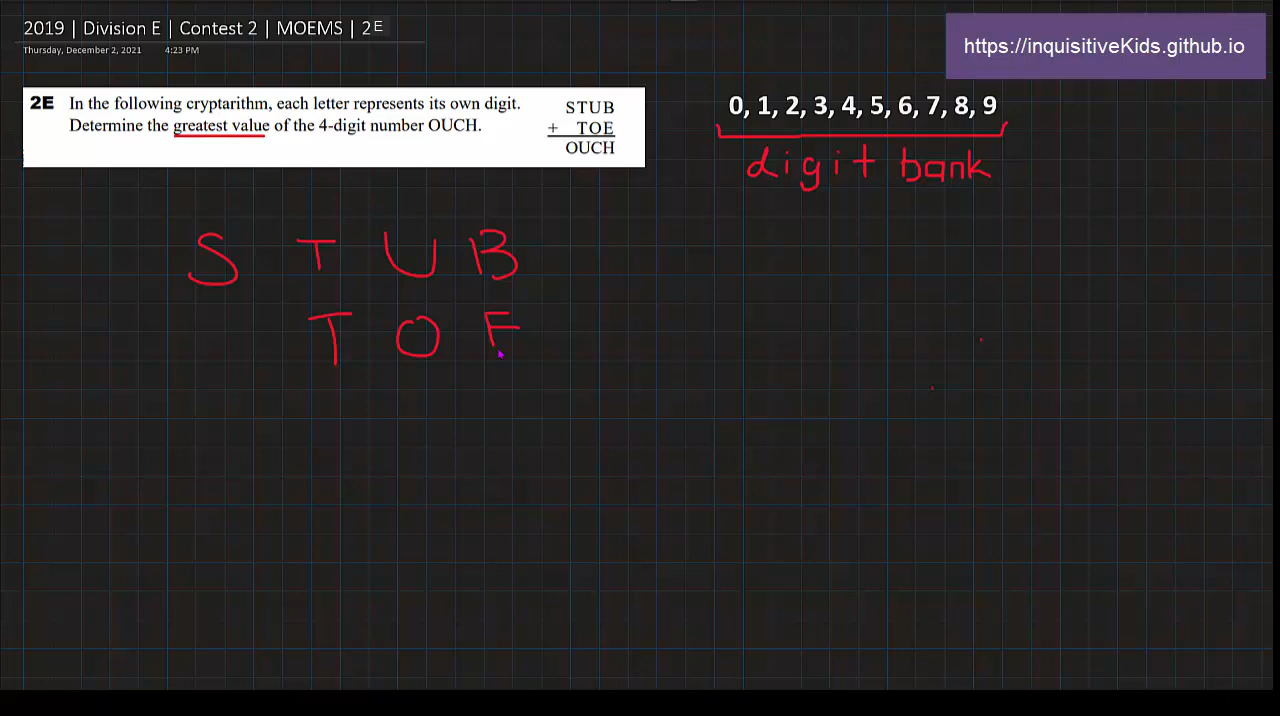 2019 | Division E | Contest 2 | MOEMS | 2E
Thursday, December 2, 2021 4:23 PM
https://inquisitiveKids.github.io
2E In the following cryptarithm, each letter represents its own digit.
Determine the greatest value of the 4-digit number OUCH.
STUB
+ TOE
OUCH
0, 1, 2, 3, 4, 5, 6, 7, 8, 9
digit bank
S T U B
T O F